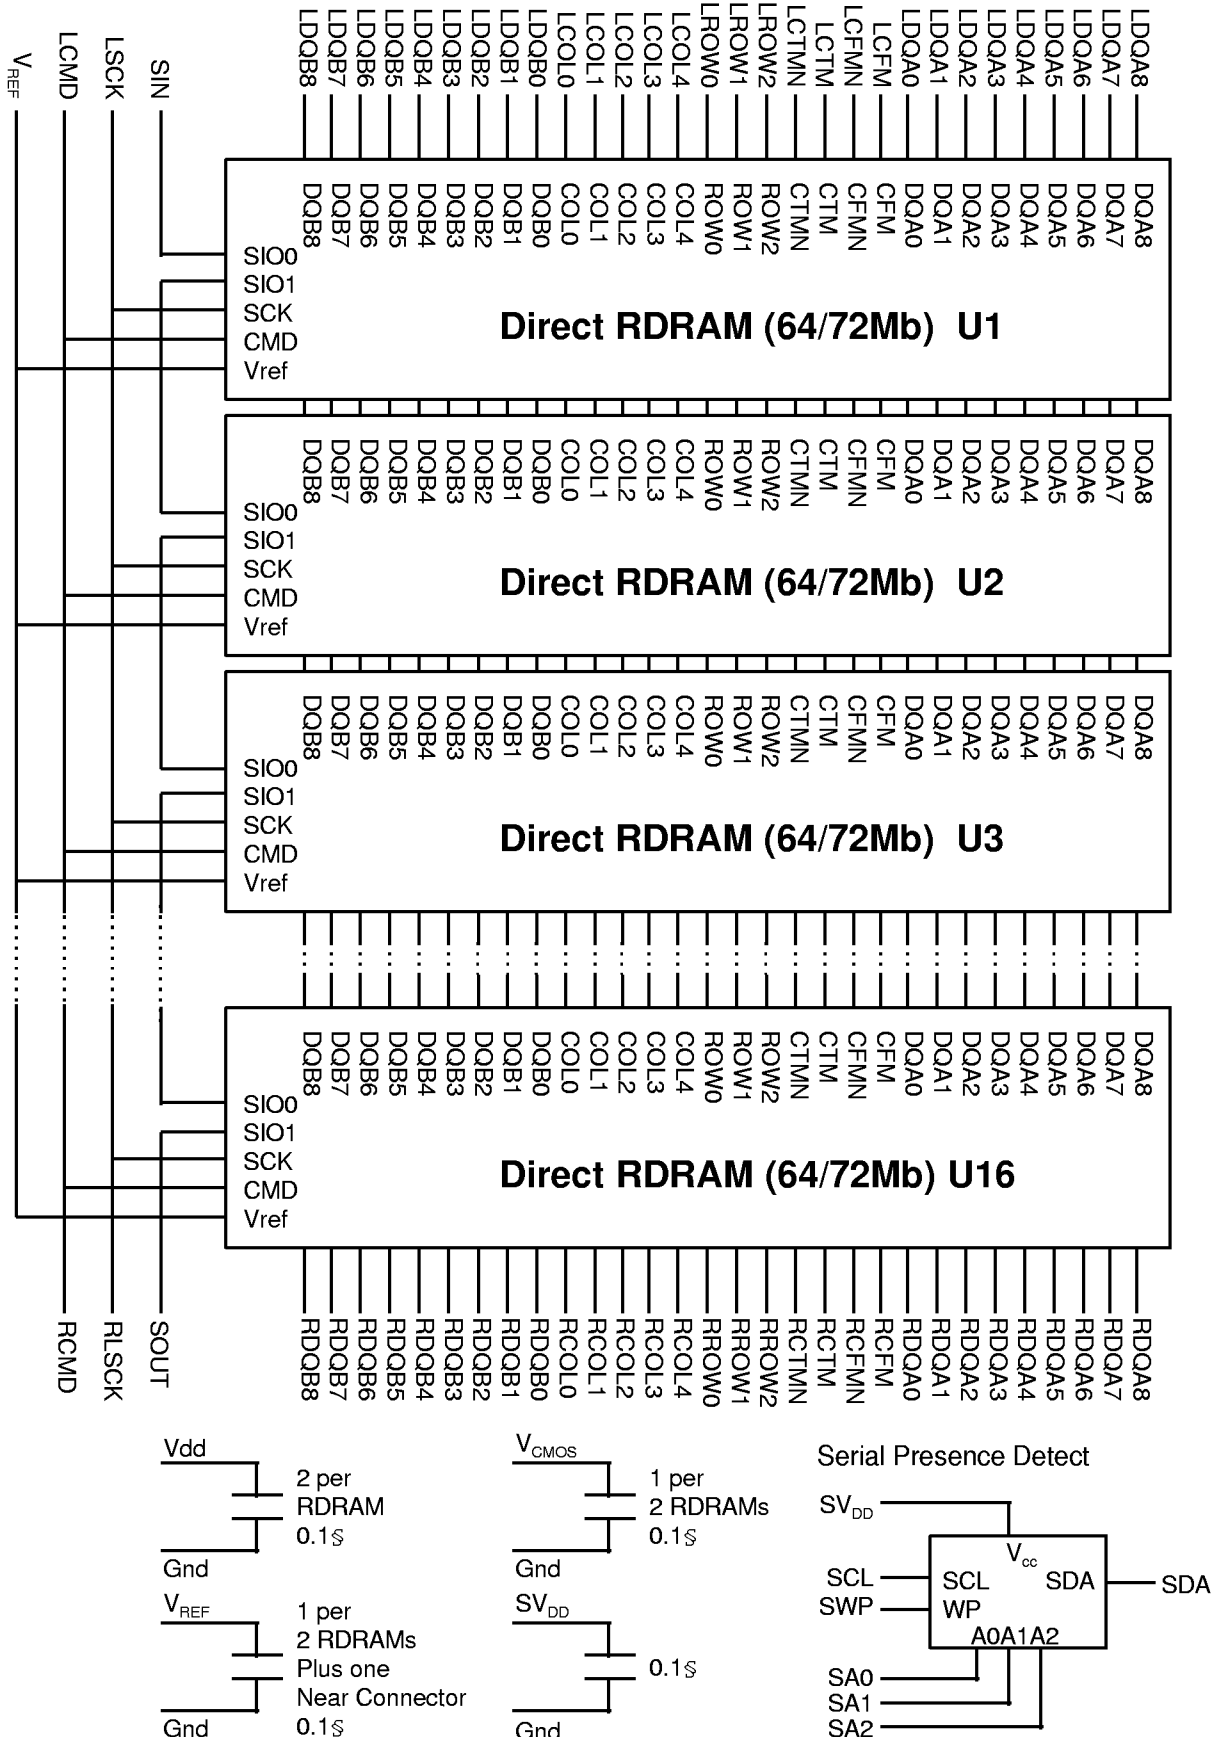 VREF LCMD LSCK SIN LDQB8 LDQB7 LDQB6 LDQB5 LDQB4 LDQB3 LDQB2 LDQB1 LDQB0 LCOL0 LCOL1 LCOL2 LCOL3 LCOL4 LROW0 LROW1 LROW2 LCTMN LCTM LCFMN LCFM LDQA0 LDQA1 LDQA2 LDQA3 LDQA4 LDQA5 LDQA6 LDQA7 LDQA8
DQB8 DQB7 DQB6 DQB5 DQB4 DQB3 DQB2 DQB1 DQB0 COL0 COL1 COL2 COL3 COL4 ROW0 ROW1 ROW2 CTMN CTM CFMN CFM DQA0 DQA1 DQA2 DQA3 DQA4 DQA5 DQA6 DQA7 DQA8
SIO0
SIO1
SCK
CMD
Vref
Direct RDRAM (64/72Mb) U1
DQB8 DQB7 DQB6 DQB5 DQB4 DQB3 DQB2 DQB1 DQB0 COL0 COL1 COL2 COL3 COL4 ROW0 ROW1 ROW2 CTMN CTM CFMN CFM DQA0 DQA1 DQA2 DQA3 DQA4 DQA5 DQA6 DQA7 DQA8
SIO0
SIO1
SCK
CMD
Vref
Direct RDRAM (64/72Mb) U2
DQB8 DQB7 DQB6 DQB5 DQB4 DQB3 DQB2 DQB1 DQB0 COL0 COL1 COL2 COL3 COL4 ROW0 ROW1 ROW2 CTMN CTM CFMN CFM DQA0 DQA1 DQA2 DQA3 DQA4 DQA5 DQA6 DQA7 DQA8
SIO0
SIO1
SCK
CMD
Vref
Direct RDRAM (64/72Mb) U3
DQB8 DQB7 DQB6 DQB5 DQB4 DQB3 DQB2 DQB1 DQB0 COL0 COL1 COL2 COL3 COL4 ROW0 ROW1 ROW2 CTMN CTM CFMN CFM DQA0 DQA1 DQA2 DQA3 DQA4 DQA5 DQA6 DQA7 DQA8
SIO0
SIO1
SCK
CMD
Vref
Direct RDRAM (64/72Mb) U16
RCMD RLSCK SOUT RDQB8 RDQB7 RDQB6 RDQB5 RDQB4 RDQB3 RDQB2 RDQB1 RDQB0 RCOL0 RCOL1 RCOL2 RCOL3 RCOL4 RROW0 RROW1 RROW2 RCTMN RCTM RCFMN RCFM RDQA0 RDQA1 RDQA2 RDQA3 RDQA4 RDQA5 RDQA6 RDQA7 RDQA8
Vdd
2 per
RDRAM
0.1§
Gnd
VCMOS
1 per
2 RDRAMs
0.1§
Gnd
VREF
1 per
2 RDRAMs
Plus one
Near Connector
0.1§
Gnd
SVDD
0.1§
Gnd
Serial Presence Detect
SVDD
Vcc
SCL SCL SDA SDA
SWP WP
A0A1A2
SA0
SA1
SA2